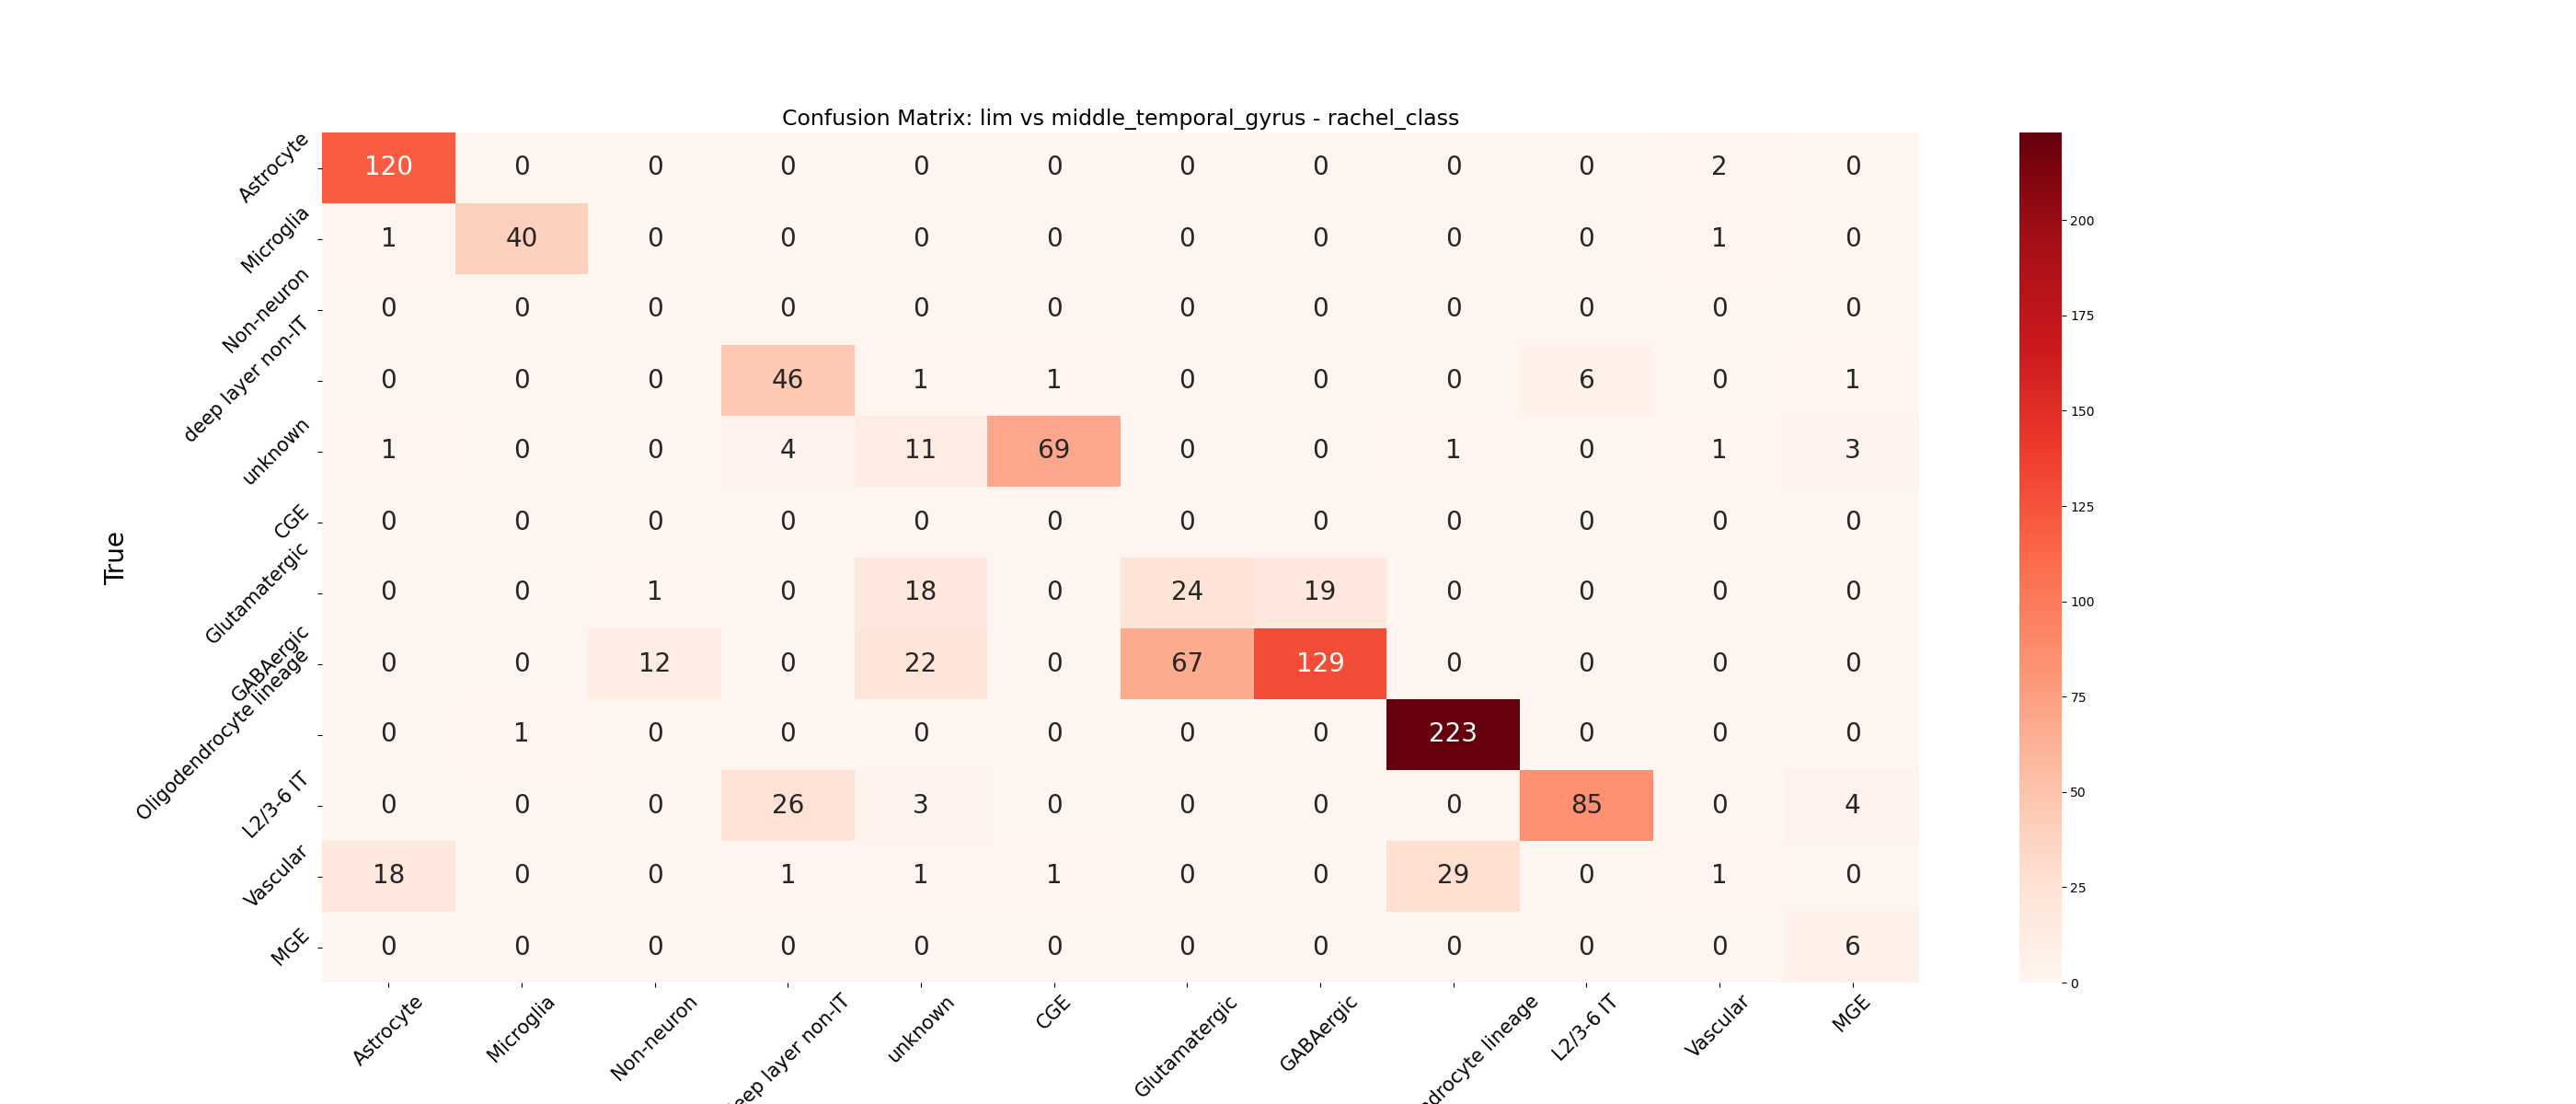 Confusion Matrix: lim vs middle_temporal_gyrus - rachel_class
True
Astrocyte 120 0 0 0 0 0 0 0 0 0 2 0
Microglia 1 40 0 0 0 0 0 0 0 0 1 0
Non-neuron 0 0 0 0 0 0 0 0 0 0 0 0
deep layer non-IT 0 0 0 46 1 1 0 0 0 6 0 1
unknown 1 0 0 4 11 69 0 0 1 0 1 3
CGE 0 0 0 0 0 0 0 0 0 0 0 0
Glutamatergic 0 0 1 0 18 0 24 19 0 0 0 0
GABAergic 0 0 12 0 22 0 67 129 0 0 0 0
Oligodendrocyte lineage 0 1 0 0 0 0 0 0 223 0 0 0
L2/3-6 IT 0 0 0 26 3 0 0 0 0 85 0 4
Vascular 18 0 0 1 1 1 0 0 29 0 1 0
MGE 0 0 0 0 0 0 0 0 0 0 0 6
Astrocyte Microglia Non-neuron eep layer non-IT unknown CGE Glutamatergic GABAergic ndrocyte lineage L2/3-6 IT Vascular MGE
200
175
150
125
100
75
50
25
0